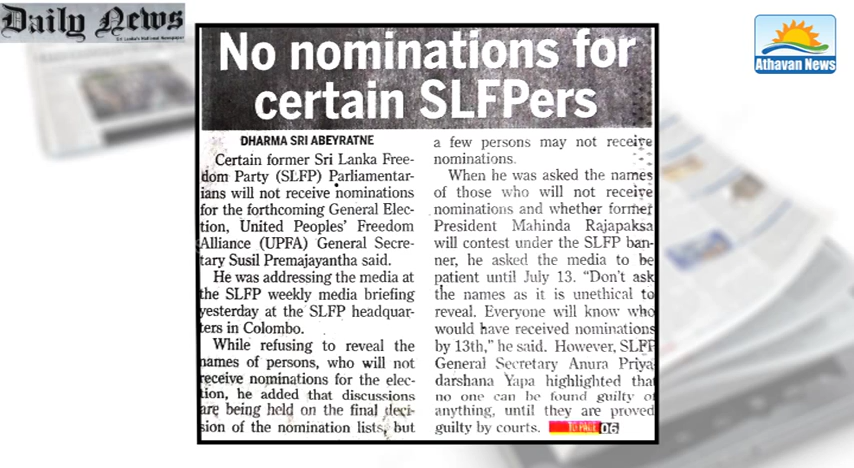 Daily News
Sri Lanka's National Newspaper
Athavan News
No nominations for
certain SLFPers
DHARMA SRI ABEYRATNE
Certain former Sri Lanka Free-
dom Party (SLFP) Parliamentar-
ians will not receive nominations
for the forthcoming General Elec-
tion, United Peoples' Freedom
Alliance (UPFA) General Secre-
tary Susil Premajayantha said.
He was addressing the media at
the SLFP weekly media briefing
yesterday at the SLFP headquar-
ters in Colombo.
While refusing to reveal the
names of persons, who will not
receive nominations for the elec-
tion, he added that discussions
are being held on the final deci-
sion of the nomination lists, but
a few persons may not receive
nominations.
When he was asked the names
of those who will not receive
nominations and whether former
President Mahinda Rajapaksa
will contest under the SLFP ban-
ner, he asked the media to be
patient until July 13. “Don't ask
the names as it is unethical to
reveal. Everyone will know who
would have received nominations
by 13th,” he said. However, SLFP
General Secretary Anura Priya
darshana Yapa highlighted that
no one can be found guilty of
anything, until they are proved
guilty by courts. TO PAGE 06